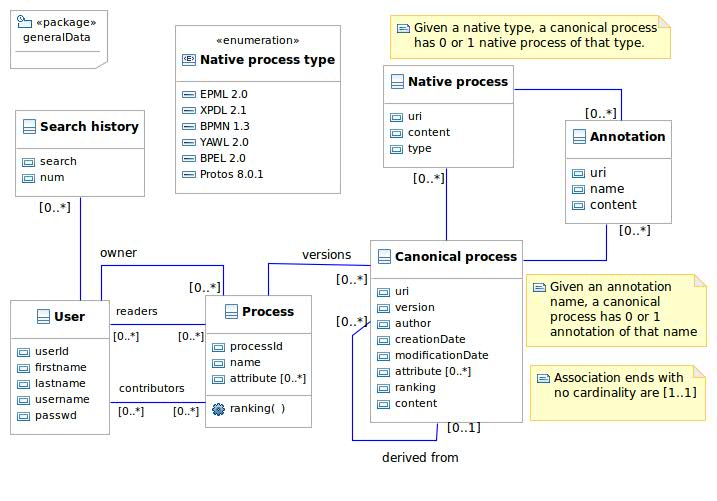 «package»
generalData
«enumeration»
Native process type
EPML 2.0
XPDL 2.1
BPMN 1.3
YAWL 2.0
BPEL 2.0
Protos 8.0.1
Given a native type, a canonical process
has 0 or 1 native process of that type.
Native process
uri
content
type
[0..*]
[0..*]
Annotation
uri
name
content
[0..*]
Search history
search
num
[0..*]
owner
[0..*]
versions
[0..*]
Canonical process
uri
version
author
creationDate
modificationDate
attribute [0..*]
ranking
content
[0..*]
[0..1]
derived from
User
userId
firstname
lastname
username
passwd
readers
[0..*]
[0..*]
contributors
[0..*]
[0..*]
Process
processId
name
attribute [0..*]
ranking( )
Given an annotation
name, a canonical
process has 0 or 1
annotation of that name
Association ends with
no cardinality are [1..1]